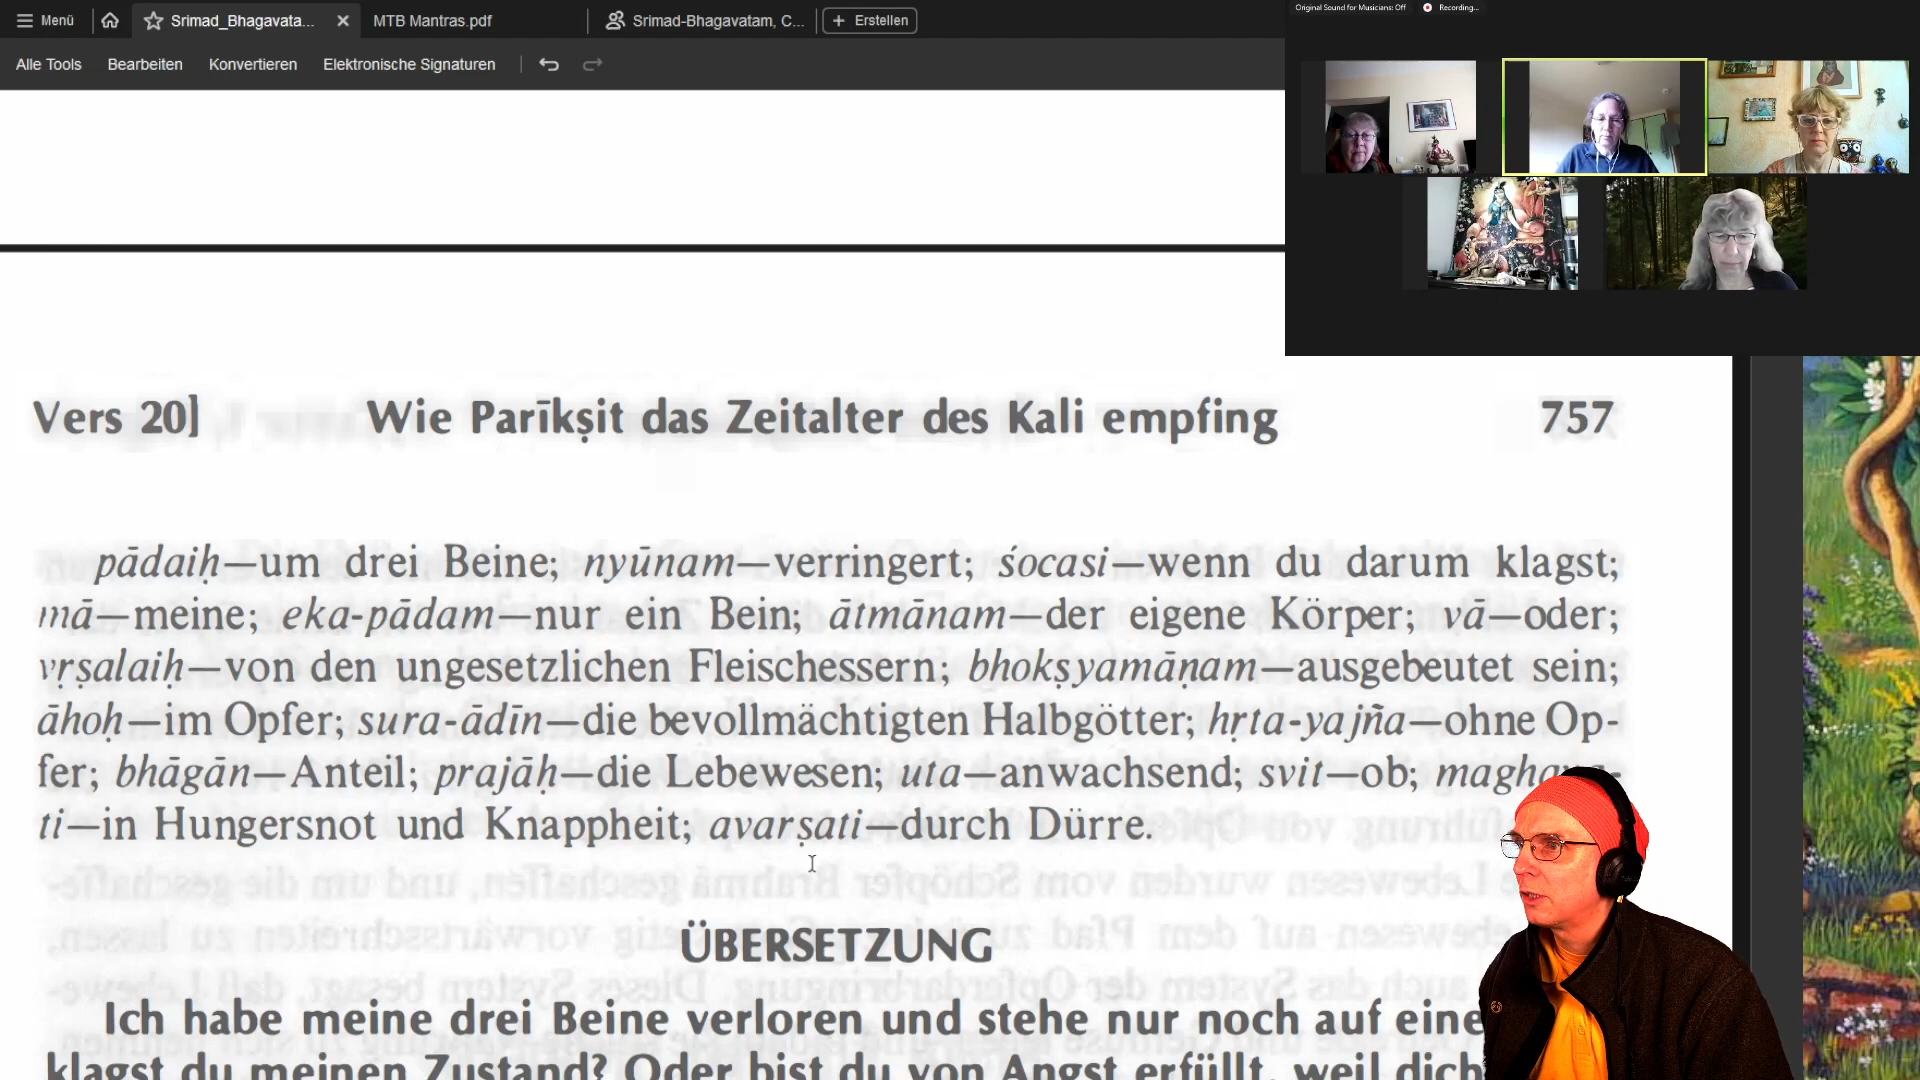 Menü
Srimad_Bhagavata...
MTB Mantras.pdf
Srimad-Bhagavatam, C...
Erstellen
Original Sound for Musicians: Off
Recording...
Alle Tools
Bearbeiten
Konvertieren
Elektronische Signaturen
Vers 20] Wie Parīkṣit das Zeitalter des Kali empfing 757
pādaiḥ—um drei Beine; nyūnam—verringert; śocasi—wenn du darum klagst;
mā—meine; eka-pādam—nur ein Bein; ātmānam—der eigene Körper; vā—oder;
vṛṣalaiḥ—von den ungesetzlichen Fleischessern; bhokṣyamāṇam—ausgebeutet sein;
āhoḥ—im Opfer; sura-ādīn—die bevollmächtigten Halbgötter; hṛta-yajña—ohne Op-
fer; bhāgān—Anteil; prajāḥ—die Lebewesen; uta—anwachsend; svit—ob;
ti—in Hungersnot und Knappheit; avarṣati—durch Dürre.
ÜBERSETZUNG
Ich habe meine drei Beine verloren und stehe nur noch auf eine
klagst du meinen Zustand? Oder bist du von Angst erfüllt, weil dich